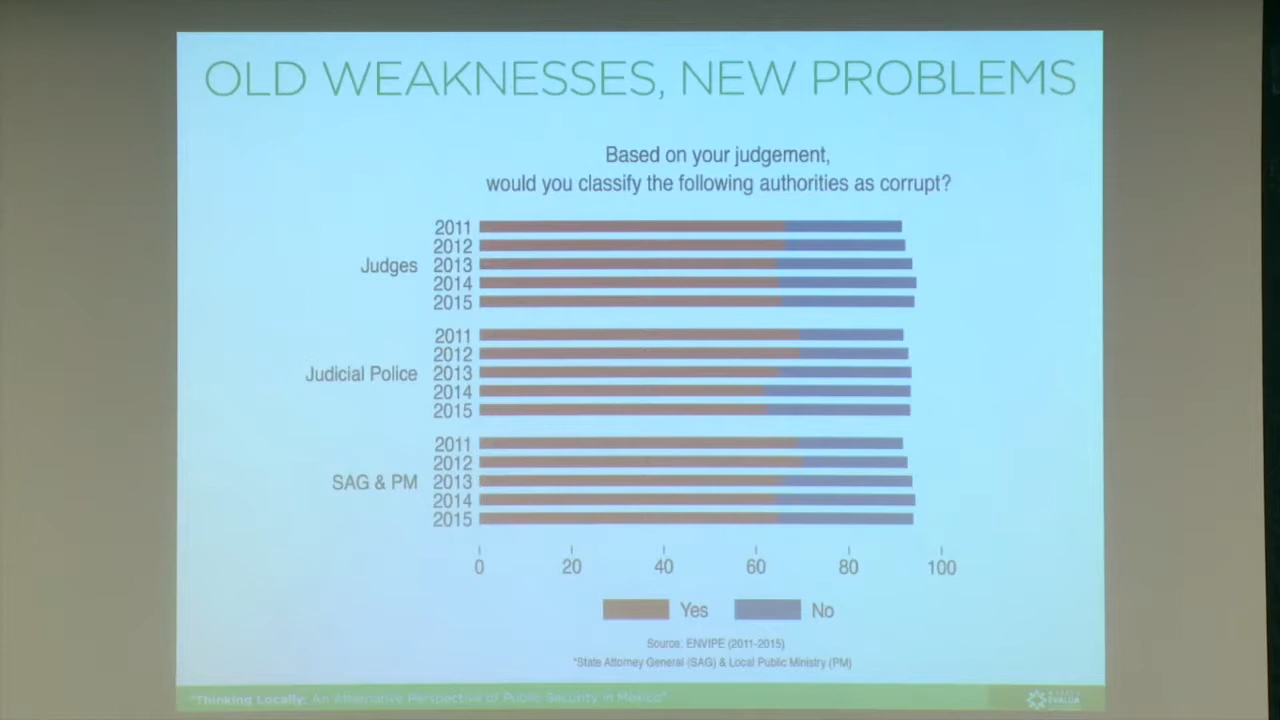 OLD WEAKNESSES, NEW PROBLEMS
Based on your judgement,
would you classify the following authorities as corrupt?
Judges
2011
2012
2013
2014
2015
Judicial Police
2011
2012
2013
2014
2015
SAG & PM
2011
2012
2013
2014
2015
0 20 40 60 80 100
Yes No
Source: ENVIPE (2011-2015)
*State Attorney General (SAG) & Local Public Ministry (PM)
"Thinking Locally: An Alternative Perspective of Public Security in Mexico"
EVALÚA